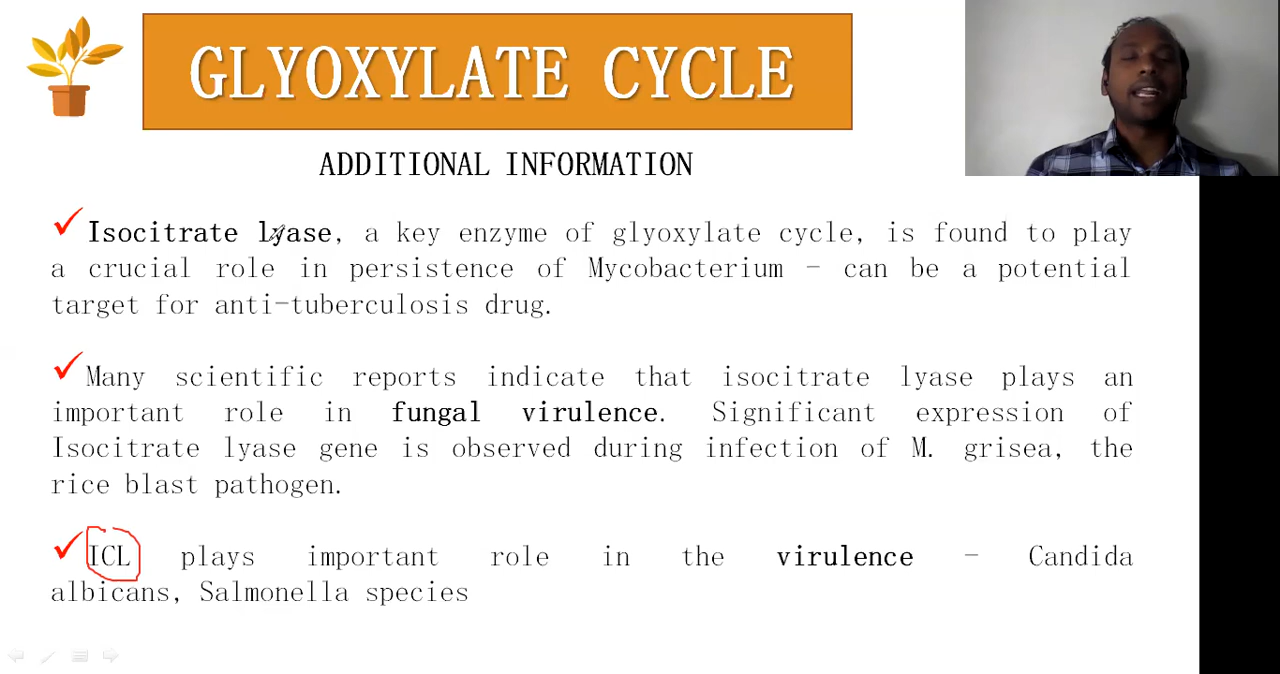 GLYOXYLATE CYCLE
ADDITIONAL INFORMATION
Isocitrate lyase, a key enzyme of glyoxylate cycle, is found to play
a crucial role in persistence of Mycobacterium - can be a potential
target for anti-tuberculosis drug.
Many scientific reports indicate that isocitrate lyase plays an
important role in fungal virulence. Significant expression of
Isocitrate lyase gene is observed during infection of M. grisea, the
rice blast pathogen.
ICL plays important role in the virulence - Candida
albicans, Salmonella species